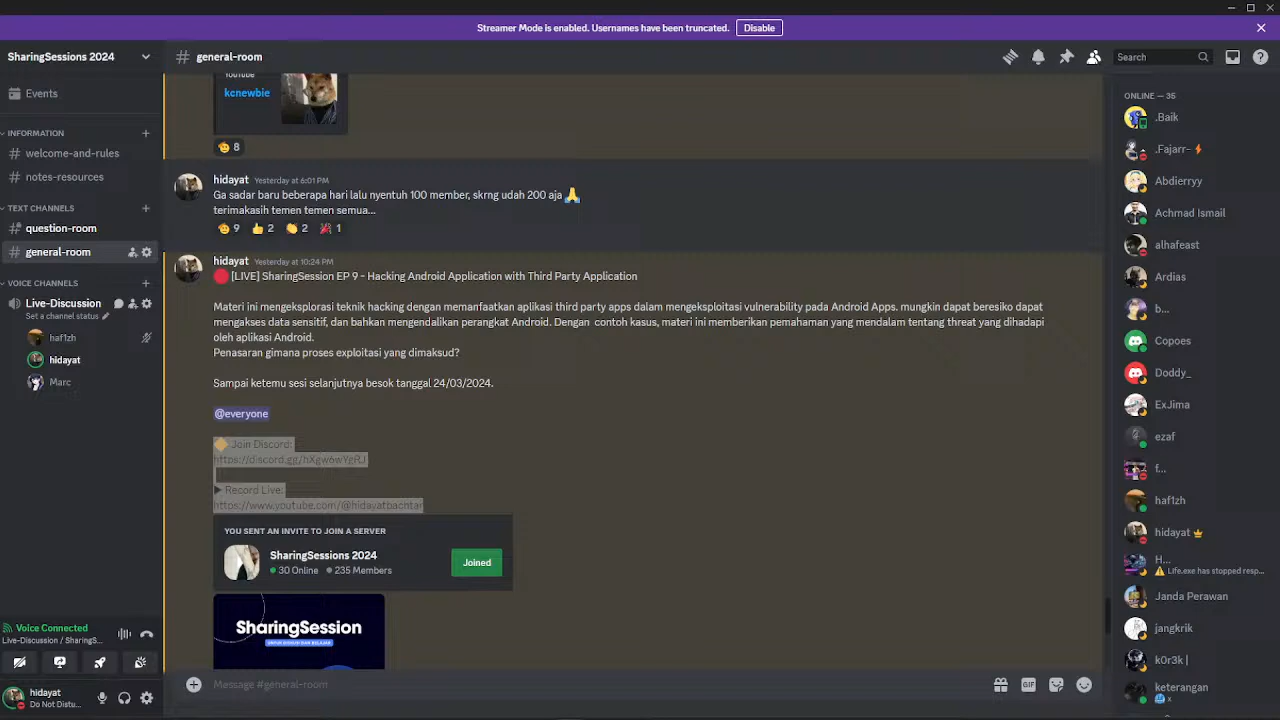 Streamer Mode is enabled. Usernames have been truncated. Disable
SharingSessions 2024
# general-room
Search
Events
INFORMATION
# welcome-and-rules
# notes-resources
TEXT CHANNELS
question-room
# general-room
VOICE CHANNELS
Live-Discussion
Set a channel status
haf1zh
hidayat
Marc
Voice Connected
Live-Discussion / SharingS...
hidayat
Do Not Distu...
YouTube
kcnewbie
8
hidayat Yesterday at 6:01 PM
Ga sadar baru beberapa hari lalu nyentuh 100 member, skrng udah 200 aja 🙏
terimakasih temen temen semua...
9 👍 2 👏 2 🎉 1
hidayat Yesterday at 10:24 PM
🔴 [LIVE] SharingSession EP 9 - Hacking Android Application with Third Party Application
Materi ini mengeksplorasi teknik hacking dengan memanfaatkan aplikasi third party apps dalam mengeksploitasi vulnerability pada Android Apps. mungkin dapat beresiko dapat
mengakses data sensitif, dan bahkan mengendalikan perangkat Android. Dengan contoh kasus, materi ini memberikan pemahaman yang mendalam tentang threat yang dihadapi
oleh aplikasi Android.
Penasaran gimana proses exploitasi yang dimaksud?
Sampai ketemu sesi selanjutnya besok tanggal 24/03/2024.
@everyone
🔶 Join Discord:
https://discord.gg/hXgw6wYgRJ
▶ Record Live:
https://www.youtube.com/@hidayatbachtar
YOU SENT AN INVITE TO JOIN A SERVER
SharingSessions 2024
30 Online 235 Members
Joined
SharingSession
UNTUK DISKUSI DAN BELAJAR
Message #general-room
GIF
ONLINE — 35
.Baik
.Fajarr- ⚡
Abdierryy
Achmad Ismail
alhafeast
Ardias
b...
Copoes
Doddy_
ExJima
ezaf
f...
haf1zh
hidayat
H...
⚠ Life.exe has stopped resp...
Janda Perawan
jangkrik
k0r3k |
keterangan
x